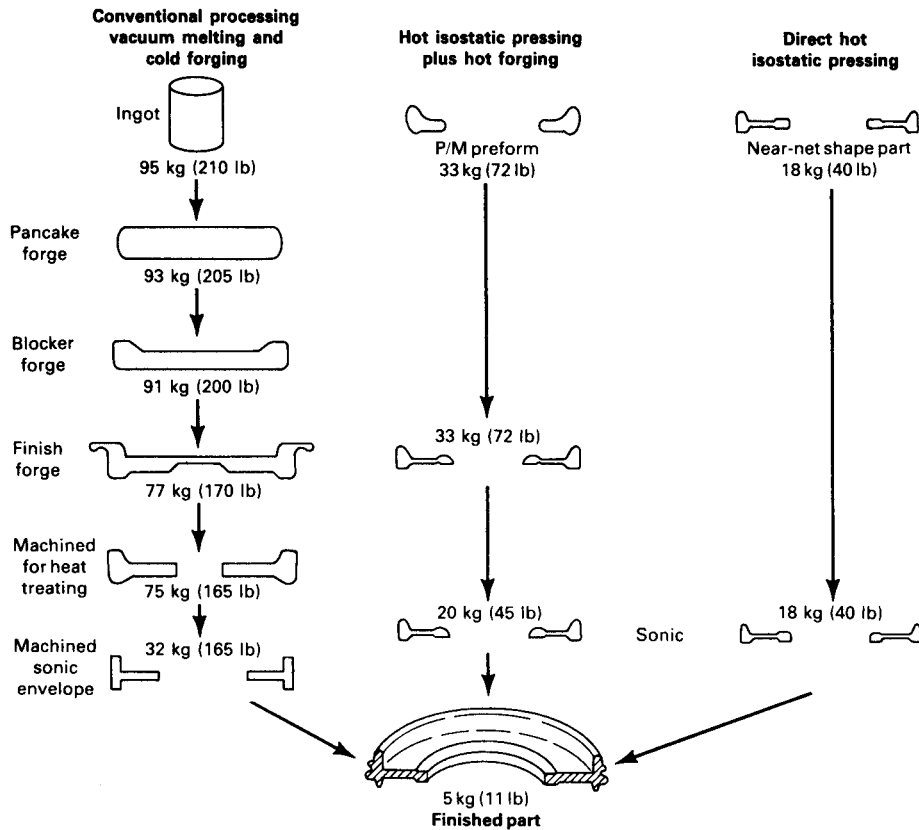 Conventional processing
vacuum melting and
cold forging
Ingot
95 kg (210 lb)
Pancake
forge
93 kg (205 lb)
Blocker
forge
91 kg (200 lb)
Finish
forge
77 kg (170 lb)
Machined
for heat
treating
75 kg (165 lb)
Machined
sonic
envelope
32 kg (165 lb)
Hot isostatic pressing
plus hot forging
P/M preform
33 kg (72 lb)
33 kg (72 lb)
20 kg (45 lb)
Direct hot
isostatic pressing
Near-net shape part
18 kg (40 lb)
Sonic
18 kg (40 lb)
5 kg (11 lb)
Finished part